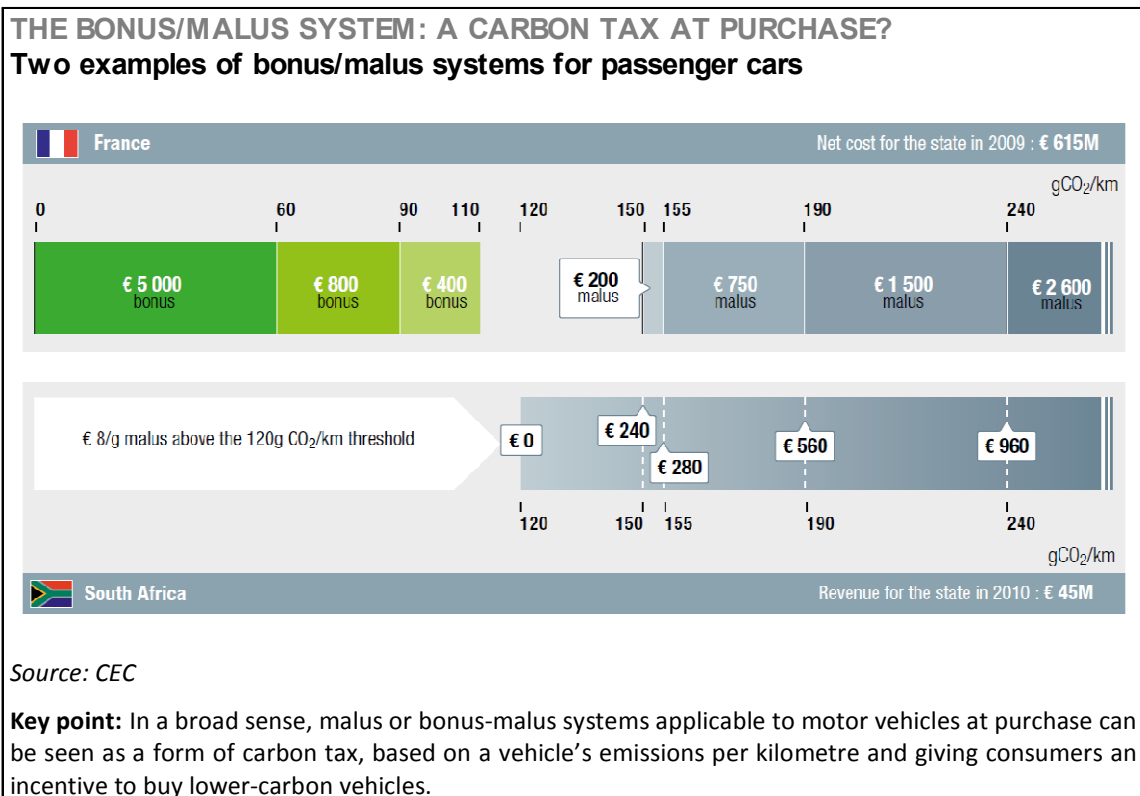 THE BONUS/MALUS SYSTEM: A CARBON TAX AT PURCHASE?
Two examples of bonus/malus systems for passenger cars
France
Net cost for the state in 2009 : € 615M
gCO₂/km
0 60 90 110 120 150 155 190 240
€ 5 000 bonus
€ 800 bonus
€ 400 bonus
€ 200 malus
€ 750 malus
€ 1 500 malus
€ 2 600 malus
€ 8/g malus above the 120g CO₂/km threshold
€ 0
€ 240
€ 280
€ 560
€ 960
120 150 155 190 240
gCO₂/km
South Africa
Revenue for the state in 2010 : € 45M
Source: CEC
Key point: In a broad sense, malus or bonus-malus systems applicable to motor vehicles at purchase can
be seen as a form of carbon tax, based on a vehicle's emissions per kilometre and giving consumers an
incentive to buy lower-carbon vehicles.